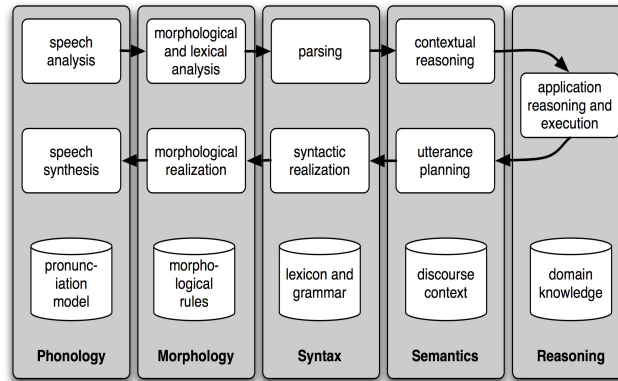 speech
analysis
morphological
and lexical
analysis
parsing
contextual
reasoning
application
reasoning and
execution
speech
synthesis
morphological
realization
syntactic
realization
utterance
planning
pronunc-
iation
model
morpho-
logical
rules
lexicon and
grammar
discourse
context
domain
knowledge
Phonology
Morphology
Syntax
Semantics
Reasoning